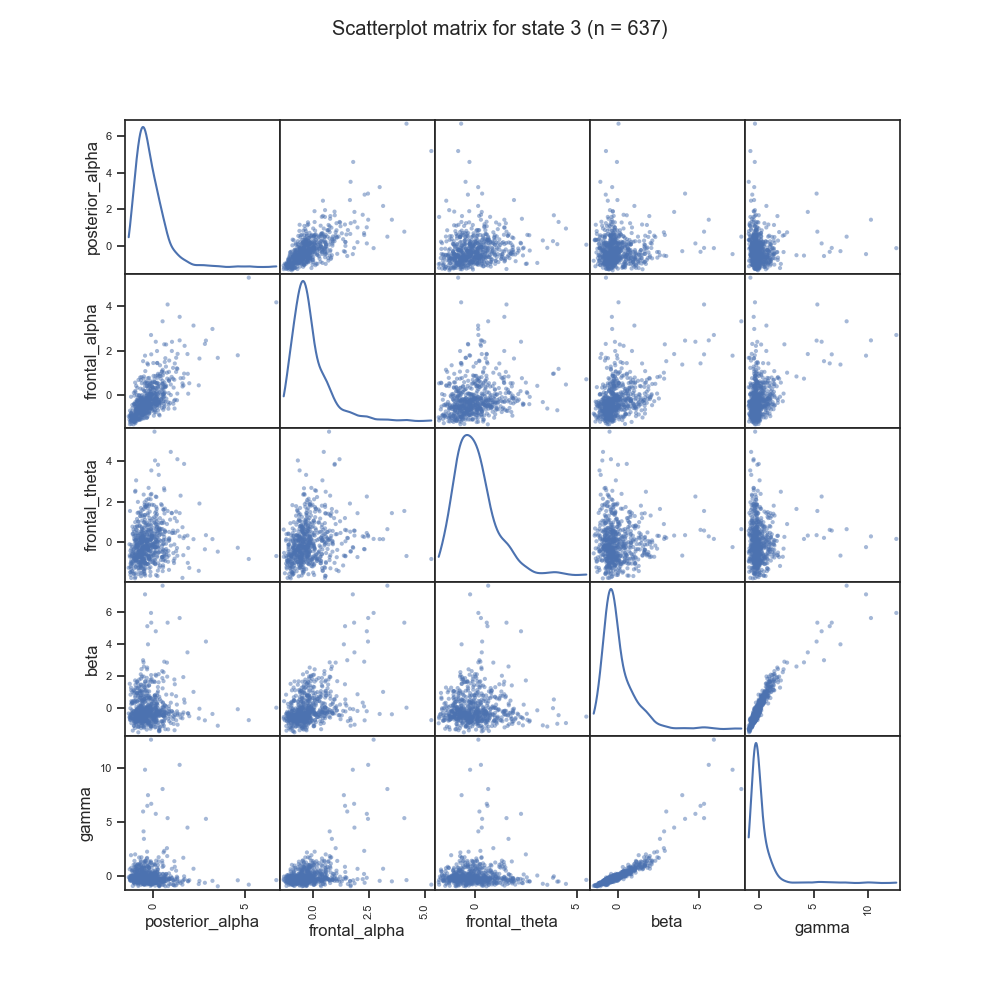 Scatterplot matrix for state 3 (n = 637)
posterior_alpha
6
4
2
0
frontal_alpha
4
2
0
frontal_theta
4
2
0
beta
6
4
2
0
gamma
10
5
0
0 5 0.0 2.5 5.0 0 5 0 5 0 5 10
posterior_alpha frontal_alpha frontal_theta beta gamma